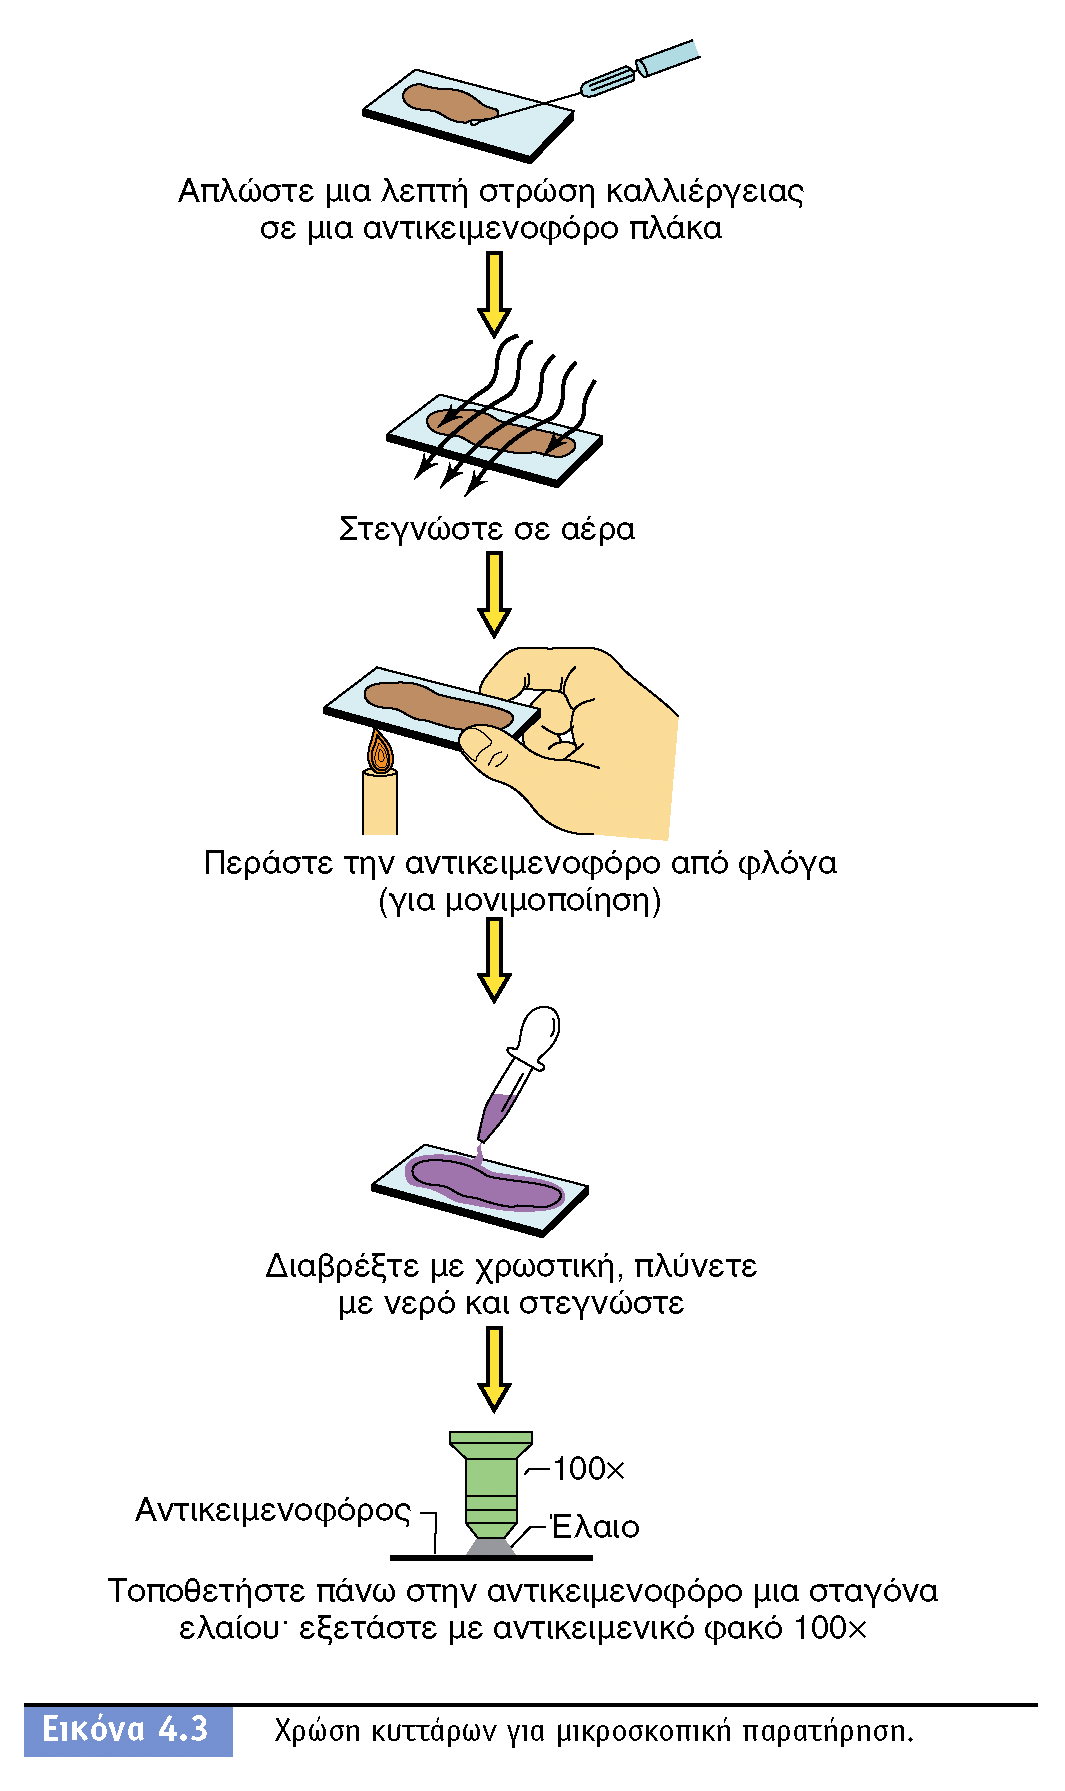 Απλώστε μια λεπτή στρώση καλλιέργειας
σε μια αντικειμενοφόρο πλάκα
Στεγνώστε σε αέρα
Περάστε την αντικειμενοφόρο από φλόγα
(για μονιμοποίηση)
Διαβρέξτε με χρωστική, πλύνετε
με νερό και στεγνώστε
100×
Αντικειμενοφόρος
Έλαιο
Τοποθετήστε πάνω στην αντικειμενοφόρο μια σταγόνα
ελαίου· εξετάστε με αντικειμενικό φακό 100×
Εικόνα 4.3 Χρώση κυττάρων για μικροσκοπική παρατήρηση.